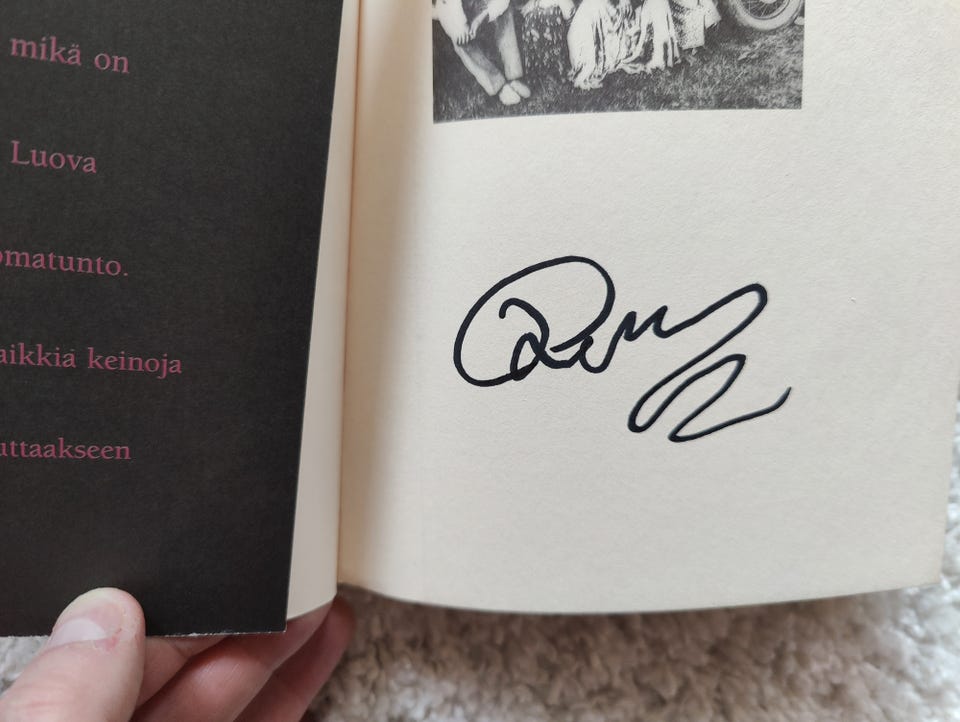 mikä on
Luova
omatunto.
aikkia keinoja
uttaakseen